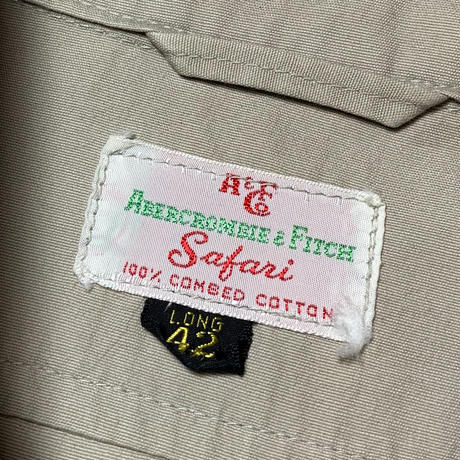 A&F
ABERCROMBIE & FITCH
Safari
100% COMBED COTTON
LONG
42